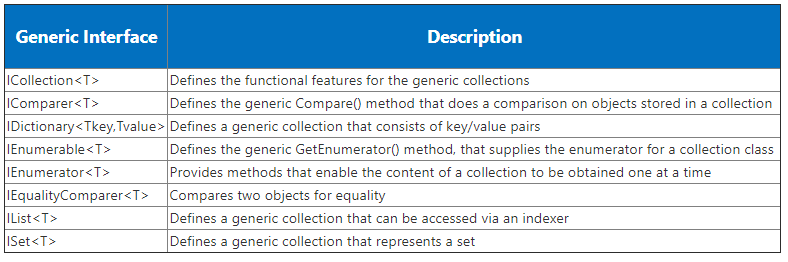 Generic Interface Description
ICollection<T> Defines the functional features for the generic collections
IComparer<T> Defines the generic Compare() method that does a comparison on objects stored in a collection
IDictionary<Tkey,Tvalue> Defines a generic collection that consists of key/value pairs
IEnumerable<T> Defines the generic GetEnumerator() method, that supplies the enumerator for a collection class
IEnumerator<T> Provides methods that enable the content of a collection to be obtained one at a time
IEqualityComparer<T> Compares two objects for equality
IList<T> Defines a generic collection that can be accessed via an indexer
ISet<T> Defines a generic collection that represents a set